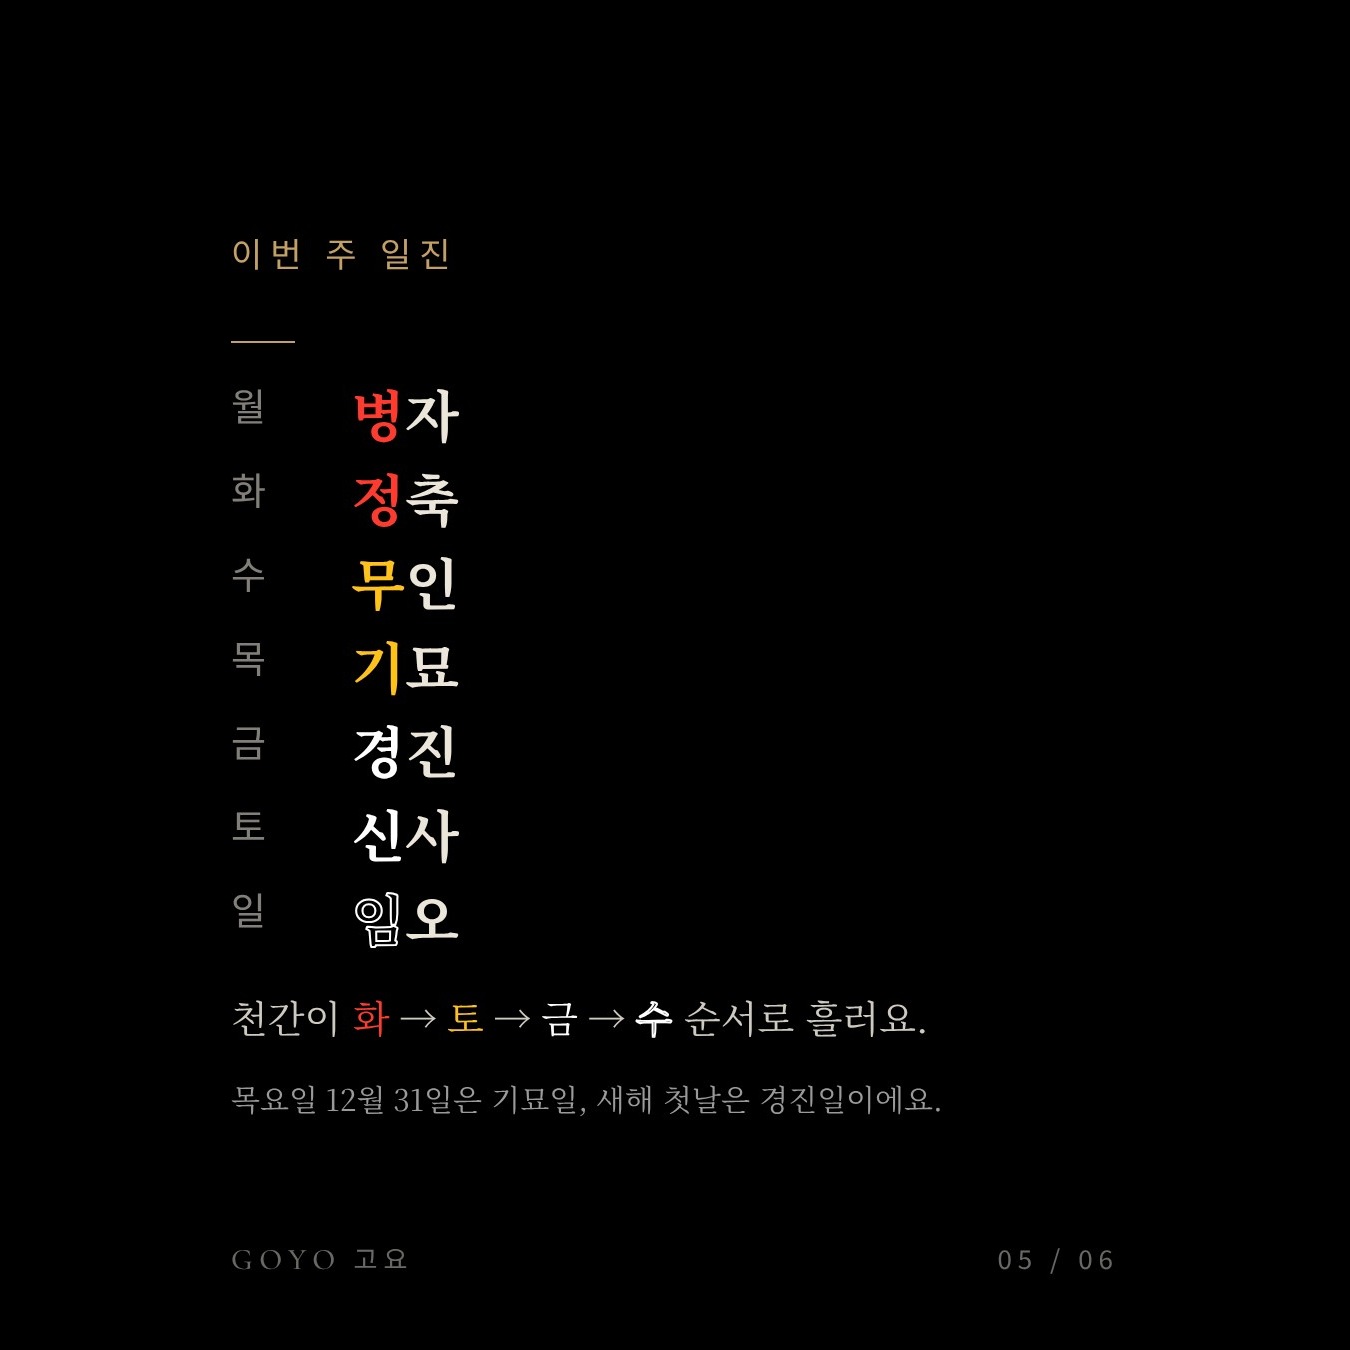 이번 주 일진
월 병자
화 정축
수 무인
목 기묘
금 경진
토 신사
일 임오
천간이 화 → 토 → 금 → 수 순서로 흘러요.
목요일 12월 31일은 기묘일, 새해 첫날은 경진일이에요.
GOYO 고요
05 / 06